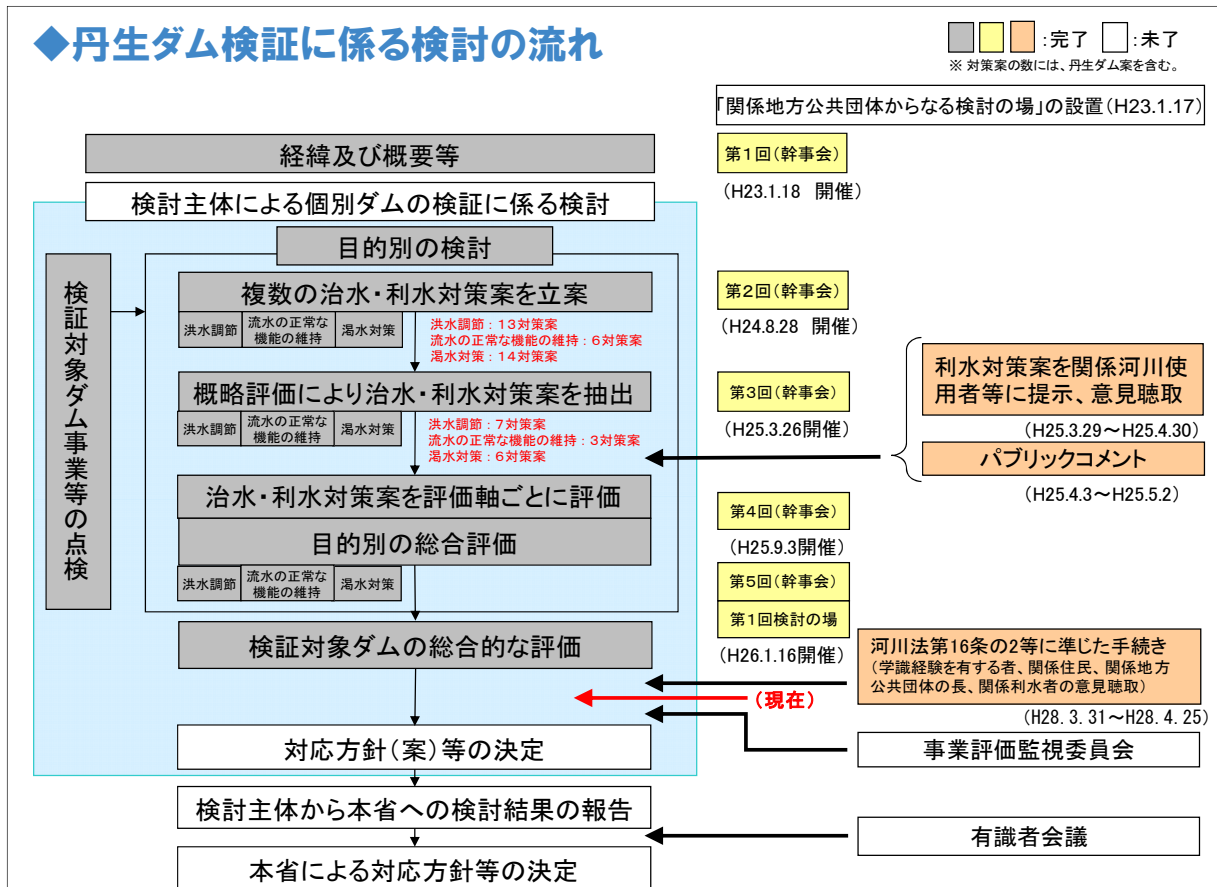 ◆丹生ダム検証に係る検討の流れ
:完了 :未了
※ 対策案の数には、丹生ダム案を含む。
「関係地方公共団体からなる検討の場」の設置(H23.1.17)
経緯及び概要等
第1回(幹事会)
(H23.1.18 開催)
検討主体による個別ダムの検証に係る検討
目的別の検討
検証対象ダム事業等の点検
複数の治水・利水対策案を立案
洪水調節
流水の正常な
機能の維持
渇水対策
洪水調節：13対策案
流水の正常な機能の維持：6対策案
渇水対策：14対策案
第2回(幹事会)
(H24.8.28 開催)
概略評価により治水・利水対策案を抽出
洪水調節
流水の正常な
機能の維持
渇水対策
洪水調節：7対策案
流水の正常な機能の維持：3対策案
渇水対策：6対策案
第3回(幹事会)
(H25.3.26開催)
利水対策案を関係河川使
用者等に提示、意見聴取
(H25.3.29～H25.4.30)
パブリックコメント
(H25.4.3～H25.5.2)
治水・利水対策案を評価軸ごとに評価
目的別の総合評価
洪水調節
流水の正常な
機能の維持
渇水対策
第4回(幹事会)
(H25.9.3開催)
第5回(幹事会)
第1回検討の場
(H26.1.16開催)
検証対象ダムの総合的な評価
河川法第16条の2等に準じた手続き
(学識経験を有する者、関係住民、関係地方
公共団体の長、関係利水者の意見聴取)
(H28. 3. 31～H28. 4. 25)
(現在)
対応方針(案)等の決定
事業評価監視委員会
検討主体から本省への検討結果の報告
有識者会議
本省による対応方針等の決定